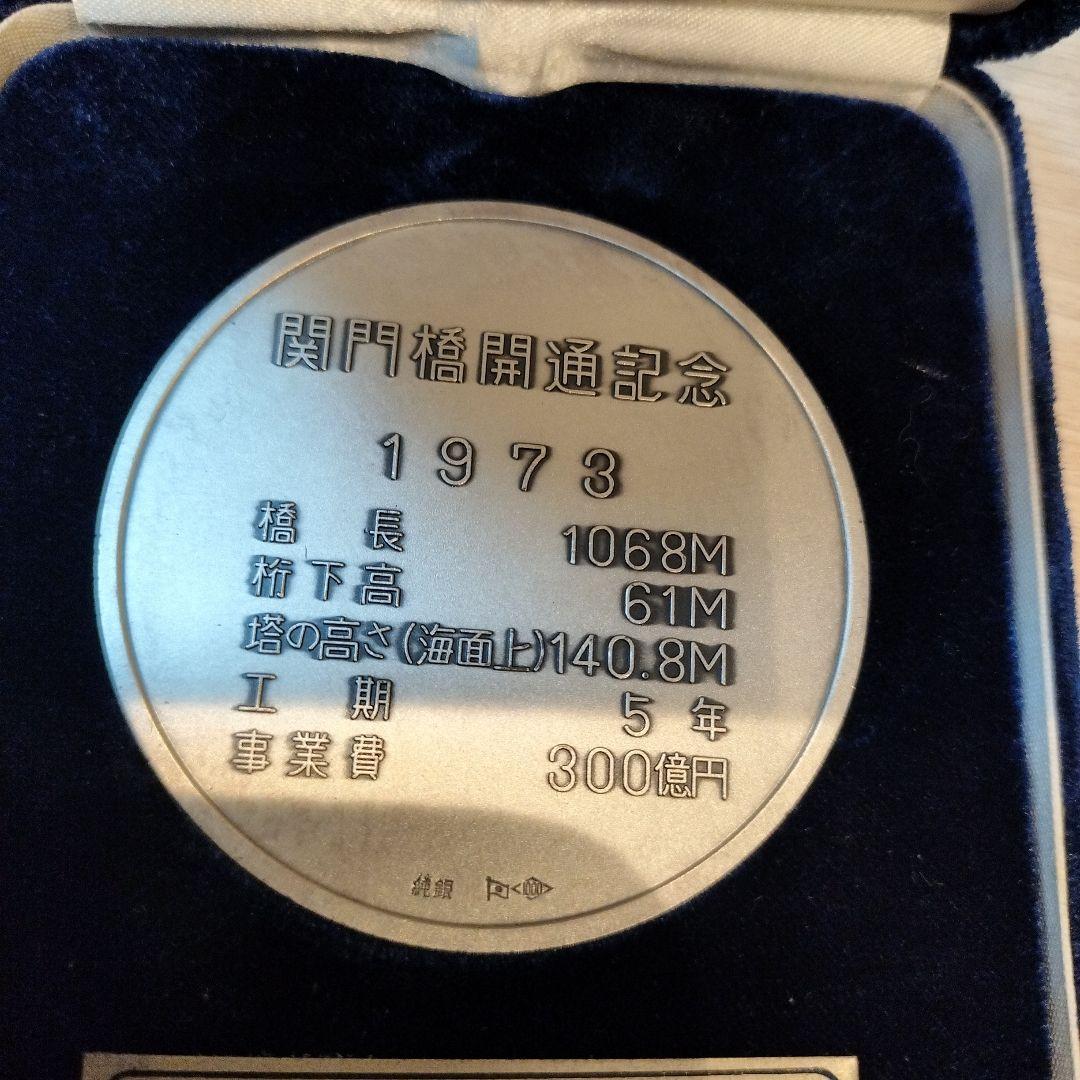 関門橋開通記念
1973
橋長 1068M
桁下高 61M
塔の高さ(海面上)140.8M
工期 5年
事業費 300億円
純銀